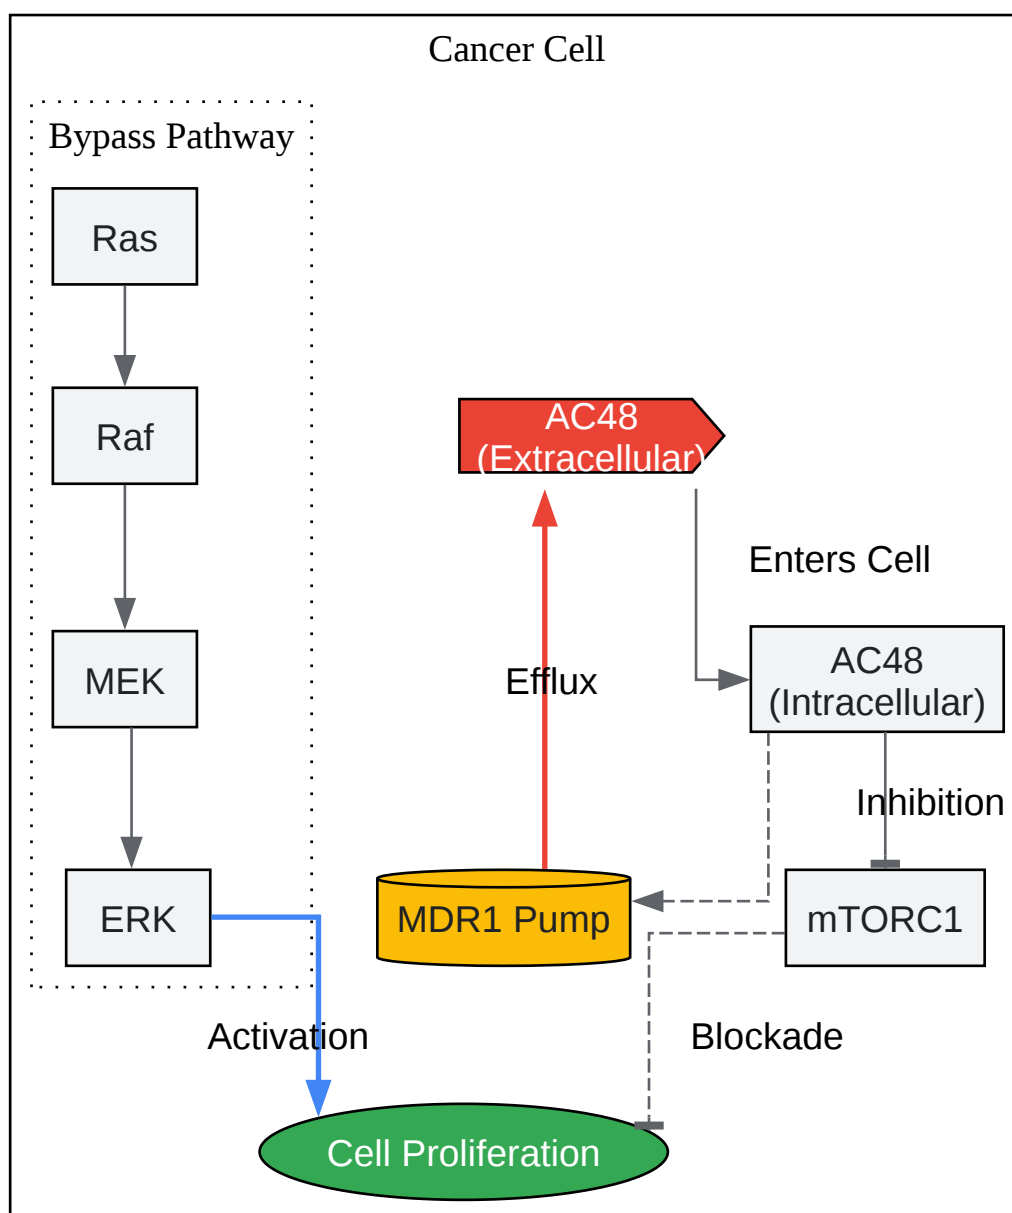 Cancer Cell
Bypass Pathway
Ras
Raf
AC48
(Extracellular)
Enters Cell
MEK
Efflux
AC48
(Intracellular)
Inhibition
ERK
MDR1 Pump
mTORC1
Activation
Blockade
Cell Proliferation